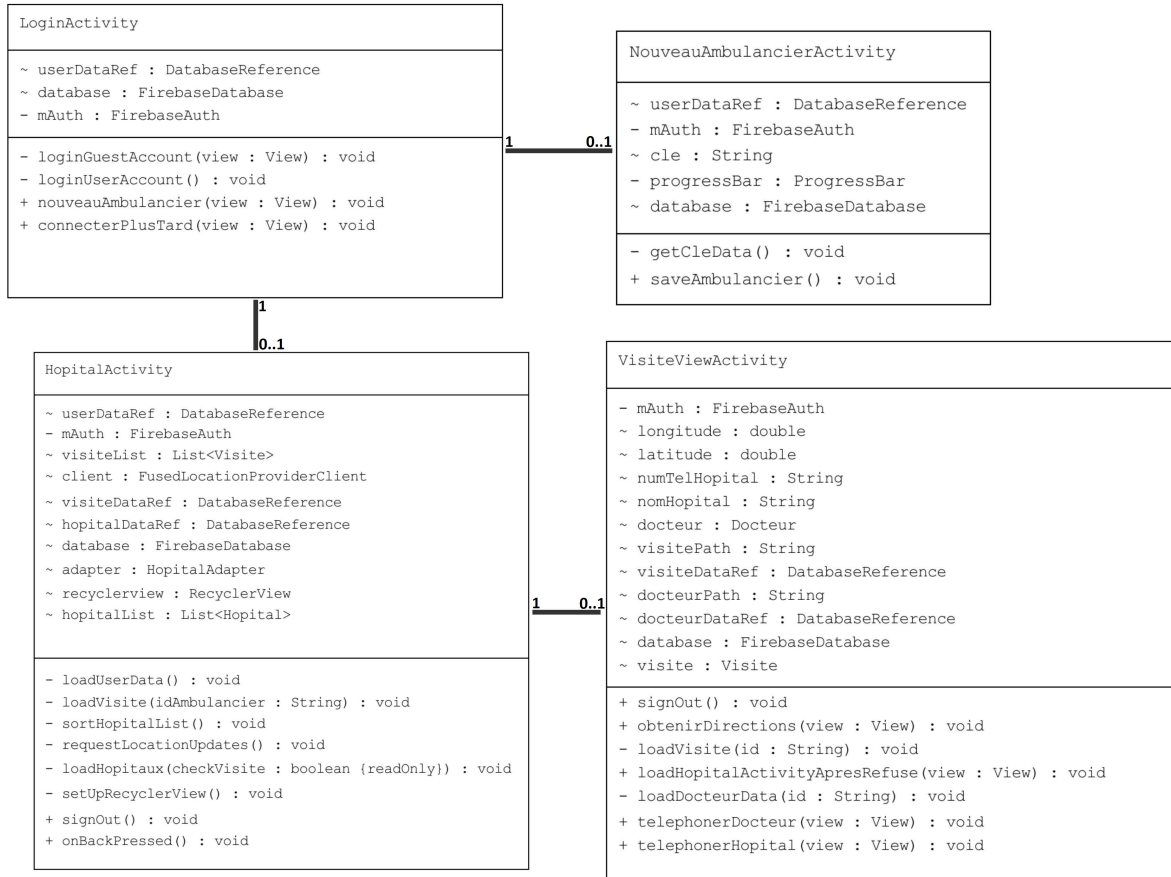 LoginActivity
~ userDataRef : DatabaseReference
~ database : FirebaseDatabase
- mAuth : FirebaseAuth
- loginGuestAccount(view : View) : void
- loginUserAccount() : void
+ nouveauAmbulancier(view : View) : void
+ connecterPlusTard(view : View) : void
1
0..1
NouveauAmbulancierActivity
~ userDataRef : DatabaseReference
- mAuth : FirebaseAuth
~ cle : String
- progressBar : ProgressBar
~ database : FirebaseDatabase
- getCleData() : void
+ saveAmbulancier() : void
1
0..1
HopitalActivity
~ userDataRef : DatabaseReference
- mAuth : FirebaseAuth
~ visiteList : List<Visite>
~ client : FusedLocationProviderClient
~ visiteDataRef : DatabaseReference
~ hopitalDataRef : DatabaseReference
~ database : FirebaseDatabase
~ adapter : HopitalAdapter
~ recyclerview : RecyclerView
~ hopitalList : List<Hopital>
- loadUserData() : void
- loadVisite(idAmbulancier : String) : void
- sortHopitalList() : void
- requestLocationUpdates() : void
- loadHopitaux(checkVisite : boolean {readOnly}) : void
- setUpRecyclerView() : void
+ signOut() : void
+ onBackPressed() : void
1
0..1
VisiteViewActivity
- mAuth : FirebaseAuth
~ longitude : double
~ latitude : double
~ numTelHopital : String
~ nomHopital : String
~ docteur : Docteur
~ visitePath : String
~ visiteDataRef : DatabaseReference
~ docteurPath : String
~ docteurDataRef : DatabaseReference
~ database : FirebaseDatabase
~ visite : Visite
+ signOut() : void
+ obtenirDirections(view : View) : void
- loadVisite(id : String) : void
+ loadHopitalActivityApresRefuse(view : View) : void
- loadDocteurData(id : String) : void
+ telephonerDocteur(view : View) : void
+ telephonerHopital(view : View) : void